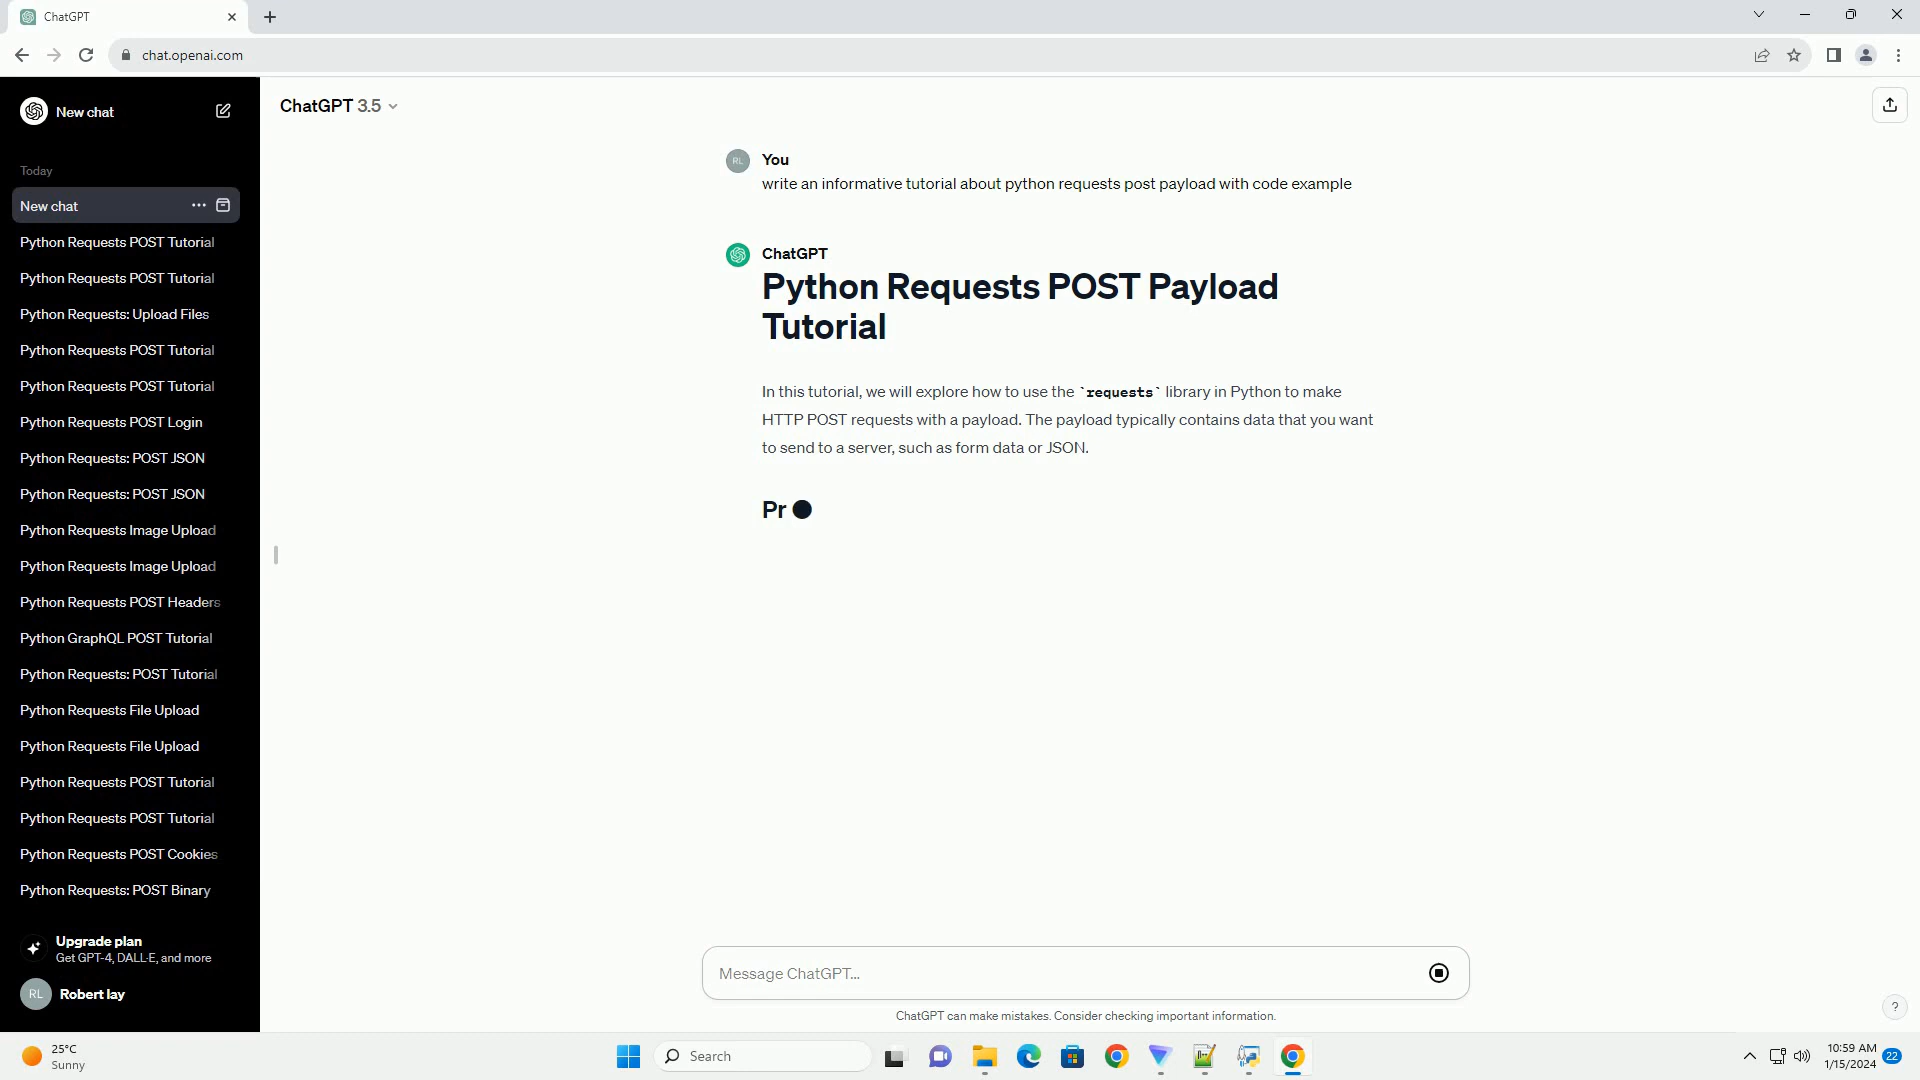 ChatGPT
chat.openai.com
New chat
Today
New chat
Python Requests POST Tutorial
Python Requests POST Tutorial
Python Requests: Upload Files
Python Requests POST Tutorial
Python Requests POST Tutorial
Python Requests POST Login
Python Requests: POST JSON
Python Requests: POST JSON
Python Requests Image Upload
Python Requests Image Upload
Python Requests POST Headers
Python GraphQL POST Tutorial
Python Requests: POST Tutorial
Python Requests File Upload
Python Requests File Upload
Python Requests POST Tutorial
Python Requests POST Tutorial
Python Requests POST Cookies
Python Requests: POST Binary
Upgrade plan
Get GPT-4, DALL·E, and more
RL Robert lay
ChatGPT 3.5
RL You
write an informative tutorial about python requests post payload with code example
ChatGPT
Python Requests POST Payload
Tutorial
In this tutorial, we will explore how to use the `requests` library in Python to make
HTTP POST requests with a payload. The payload typically contains data that you want
to send to a server, such as form data or JSON.
Pr
Message ChatGPT...
ChatGPT can make mistakes. Consider checking important information.
?
25°C
Sunny
Search
10:59 AM
1/15/2024
22